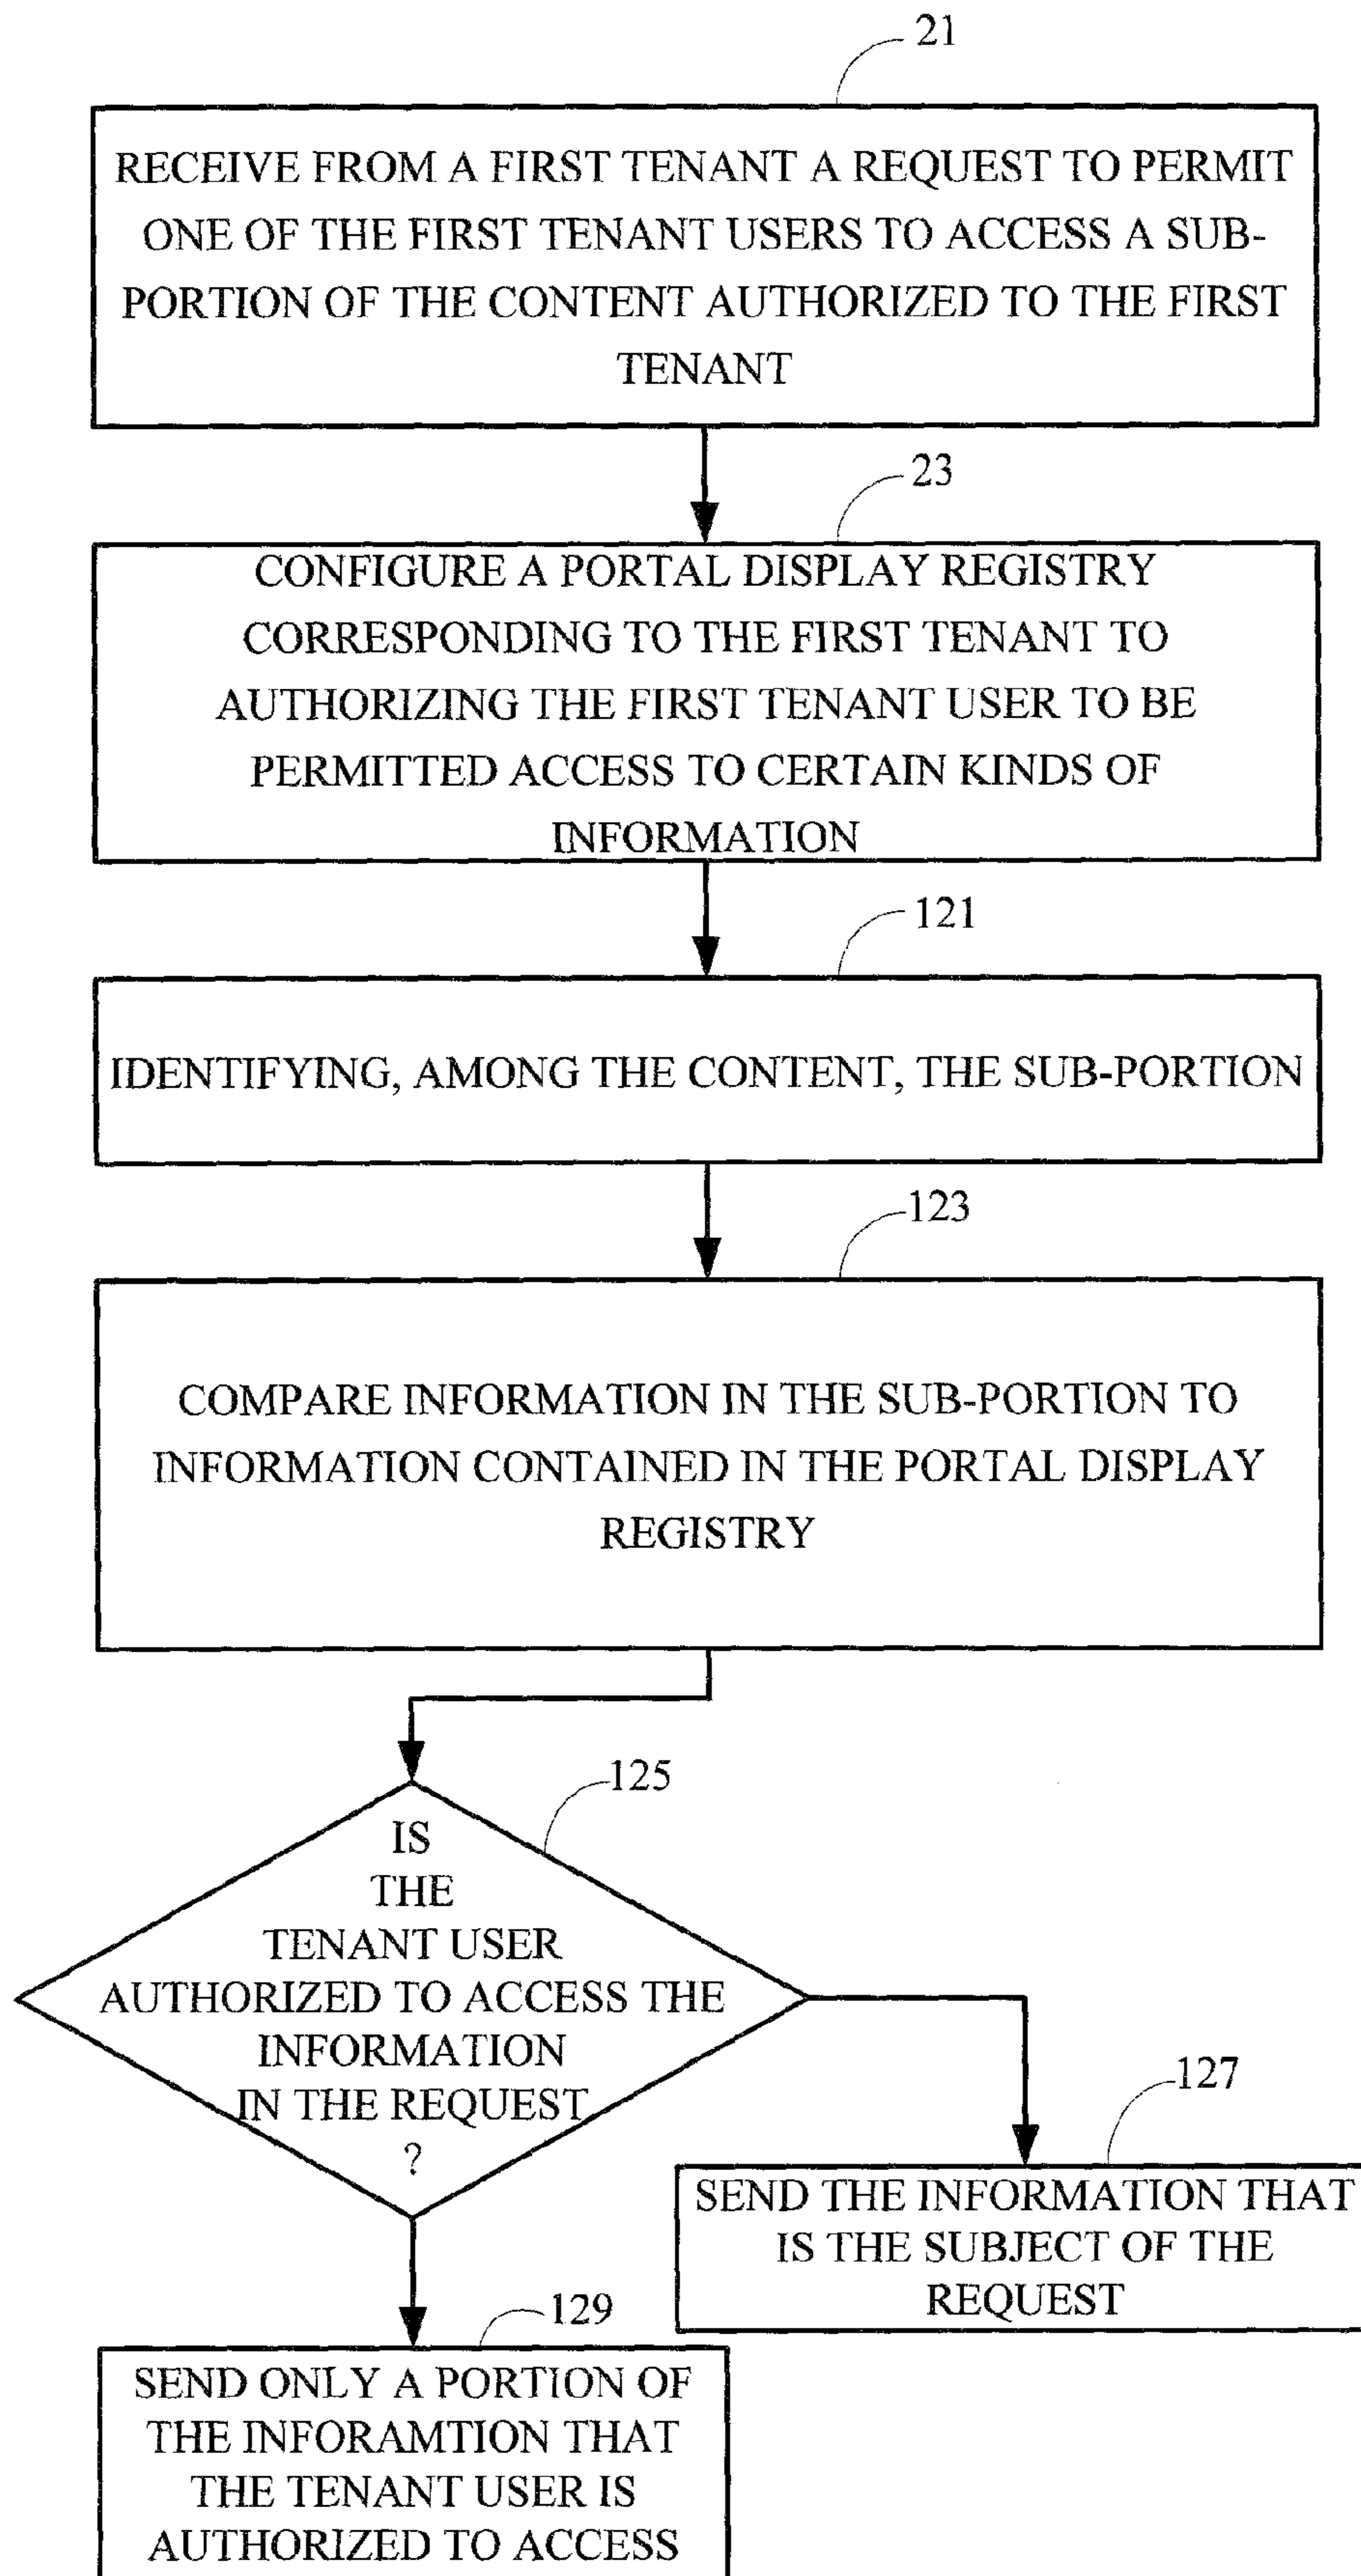 21
RECEIVE FROM A FIRST TENANT A REQUEST TO PERMIT
ONE OF THE FIRST TENANT USERS TO ACCESS A SUB-
PORTION OF THE CONTENT AUTHORIZED TO THE FIRST
TENANT
23
CONFIGURE A PORTAL DISPLAY REGISTRY
CORRESPONDING TO THE FIRST TENANT TO
AUTHORIZING THE FIRST TENANT USER TO BE
PERMITTED ACCESS TO CERTAIN KINDS OF
INFORMATION
121
IDENTIFYING, AMONG THE CONTENT, THE SUB-PORTION
123
COMPARE INFORMATION IN THE SUB-PORTION TO
INFORMATION CONTAINED IN THE PORTAL DISPLAY
REGISTRY
125
IS
THE
TENANT USER
AUTHORIZED TO ACCESS THE
INFORMATION
IN THE REQUEST
?
127
SEND THE INFORMATION THAT
IS THE SUBJECT OF THE
REQUEST
129
SEND ONLY A PORTION OF
THE INFORAMTION THAT
THE TENANT USER IS
AUTHORIZED TO ACCESS